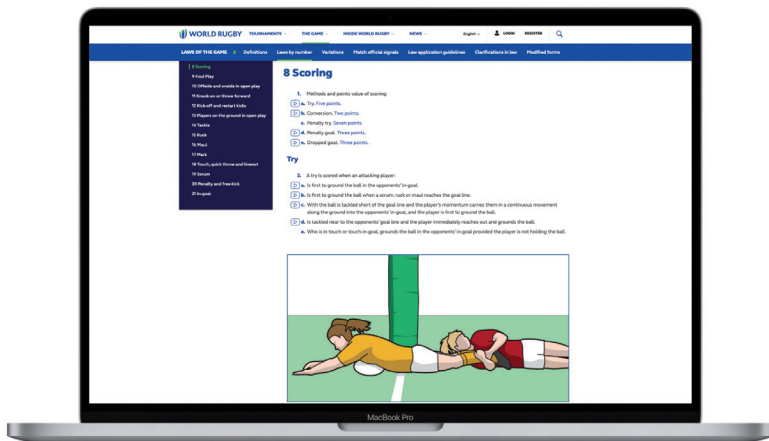 WORLD RUGBY TOURNAMENTS THE GAME INSIDE WORLD RUGBY NEWS English LOGIN REGISTER
LAWS OF THE GAME Definitions Laws by number Variations Match official signals Law application guidelines Clarifications in law Modified forms
8 Scoring
9 Foul Play
10 Offside and onside in open play
11 Knock-on or throw forward
12 Kick-off and restart kicks
13 Players on the ground in open play
14 Tackle
15 Ruck
16 Maul
17 Mark
18 Touch, quick throw and lineout
19 Scrum
20 Penalty and free-kick
21 In-goal
8 Scoring
1. Methods and points value of scoring:
a. Try. Five points.
b. Conversion. Two points.
c. Penalty try. Seven points.
d. Penalty goal. Three points.
e. Dropped goal. Three points.
Try
2. A try is scored when an attacking player:
a. Is first to ground the ball in the opponents' in-goal.
b. Is first to ground the ball when a scrum, ruck or maul reaches the goal line.
c. With the ball is tackled short of the goal line and the player's momentum carries them in a continuous movement
along the ground into the opponents' in-goal, and the player is first to ground the ball.
d. Is tackled near to the opponents' goal line and the player immediately reaches out and grounds the ball.
e. Who is in touch or touch-in-goal, grounds the ball in the opponents' in-goal provided the player is not holding the ball.
MacBook Pro